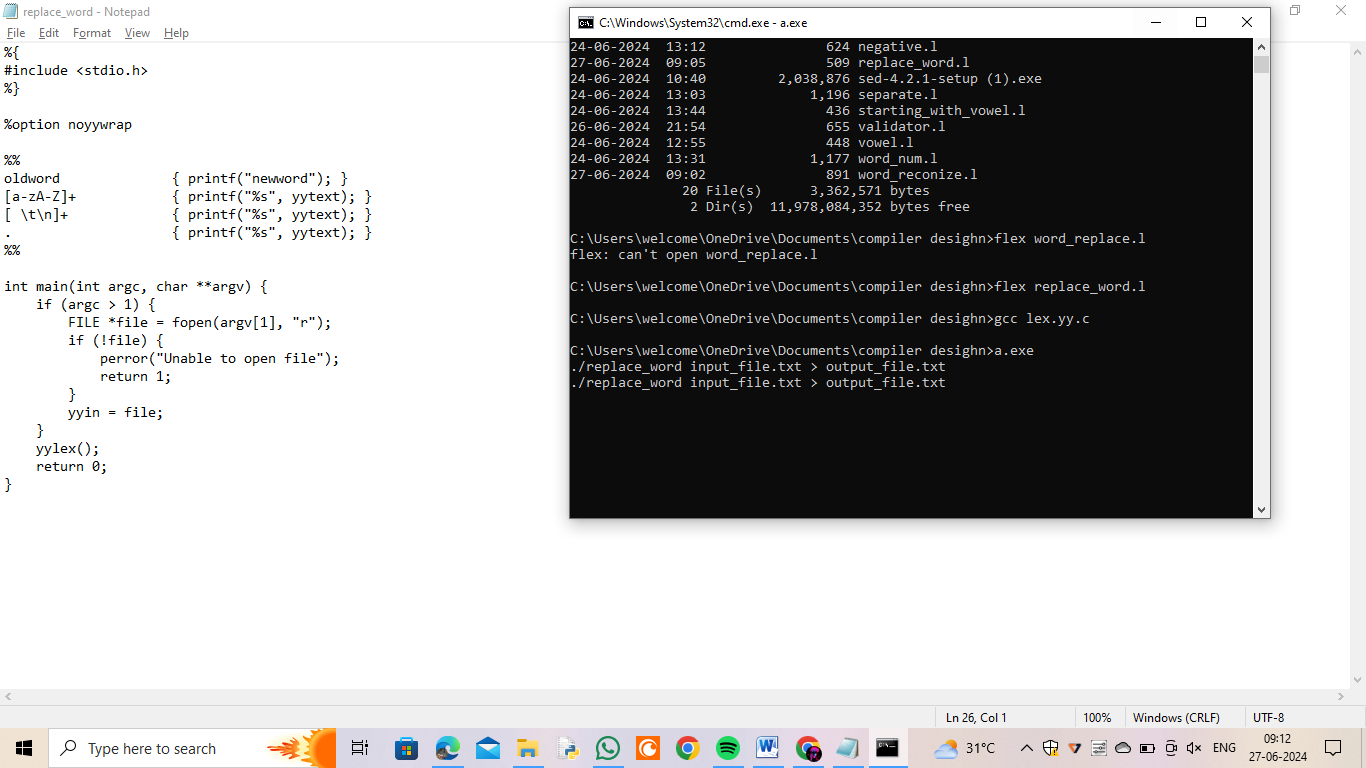 replace_word - Notepad
File Edit Format View Help
%{
#include <stdio.h>
%}
%option noyywrap
%%
oldword { printf("newword"); }
[a-zA-Z]+ { printf("%s", yytext); }
[ \t\n]+ { printf("%s", yytext); }
. { printf("%s", yytext); }
%%
int main(int argc, char **argv) {
    if (argc > 1) {
        FILE *file = fopen(argv[1], "r");
        if (!file) {
            perror("Unable to open file");
            return 1;
        }
        yyin = file;
    }
    yylex();
    return 0;
}
C:\Windows\System32\cmd.exe - a.exe
24-06-2024  13:12               624 negative.l
27-06-2024  09:05               509 replace_word.l
24-06-2024  10:40         2,038,876 sed-4.2.1-setup (1).exe
24-06-2024  13:03             1,196 separate.l
24-06-2024  13:44               436 starting_with_vowel.l
26-06-2024  21:54               655 validator.l
24-06-2024  12:55               448 vowel.l
24-06-2024  13:31             1,177 word_num.l
27-06-2024  09:02               891 word_reconize.l
              20 File(s)      3,362,571 bytes
               2 Dir(s)  11,978,084,352 bytes free
C:\Users\welcome\OneDrive\Documents\compiler desighn>flex word_replace.l
flex: can't open word_replace.l
C:\Users\welcome\OneDrive\Documents\compiler desighn>flex replace_word.l
C:\Users\welcome\OneDrive\Documents\compiler desighn>gcc lex.yy.c
C:\Users\welcome\OneDrive\Documents\compiler desighn>a.exe
./replace_word input_file.txt > output_file.txt
./replace_word input_file.txt > output_file.txt
Ln 26, Col 1 100% Windows (CRLF) UTF-8
Type here to search
31°C
ENG
09:12
27-06-2024